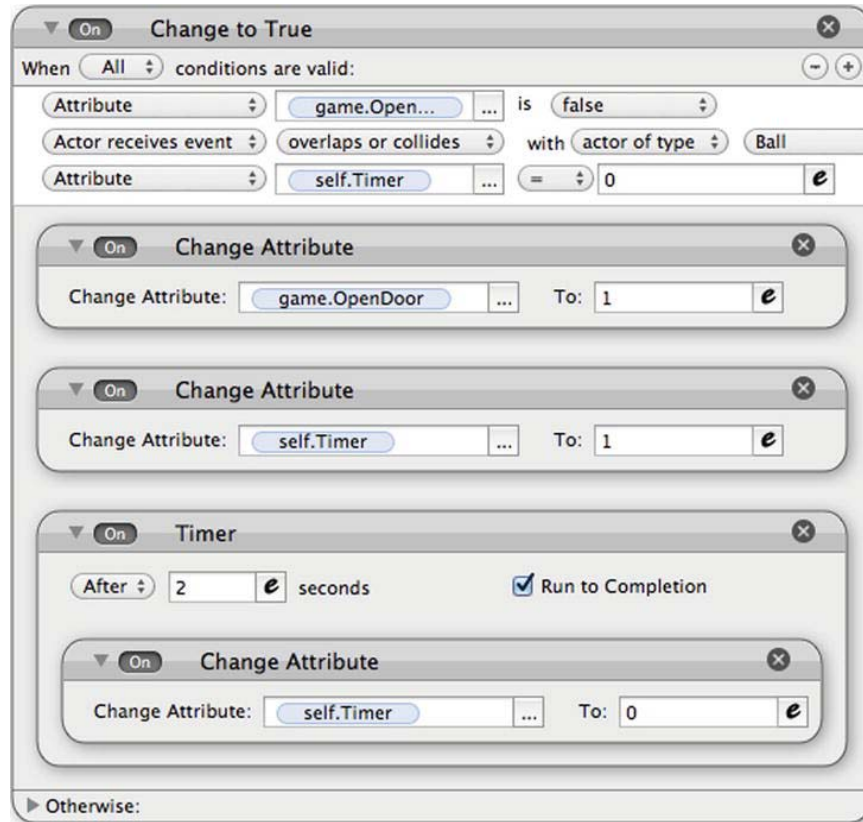 On Change to True
When All conditions are valid:
Attribute game.Open... ... is false
Actor receives event overlaps or collides with actor of type Ball
Attribute self.Timer ... = 0 e
On Change Attribute
Change Attribute: game.OpenDoor ... To: 1 e
On Change Attribute
Change Attribute: self.Timer ... To: 1 e
On Timer
After 2 e seconds Run to Completion
On Change Attribute
Change Attribute: self.Timer ... To: 0 e
Otherwise: